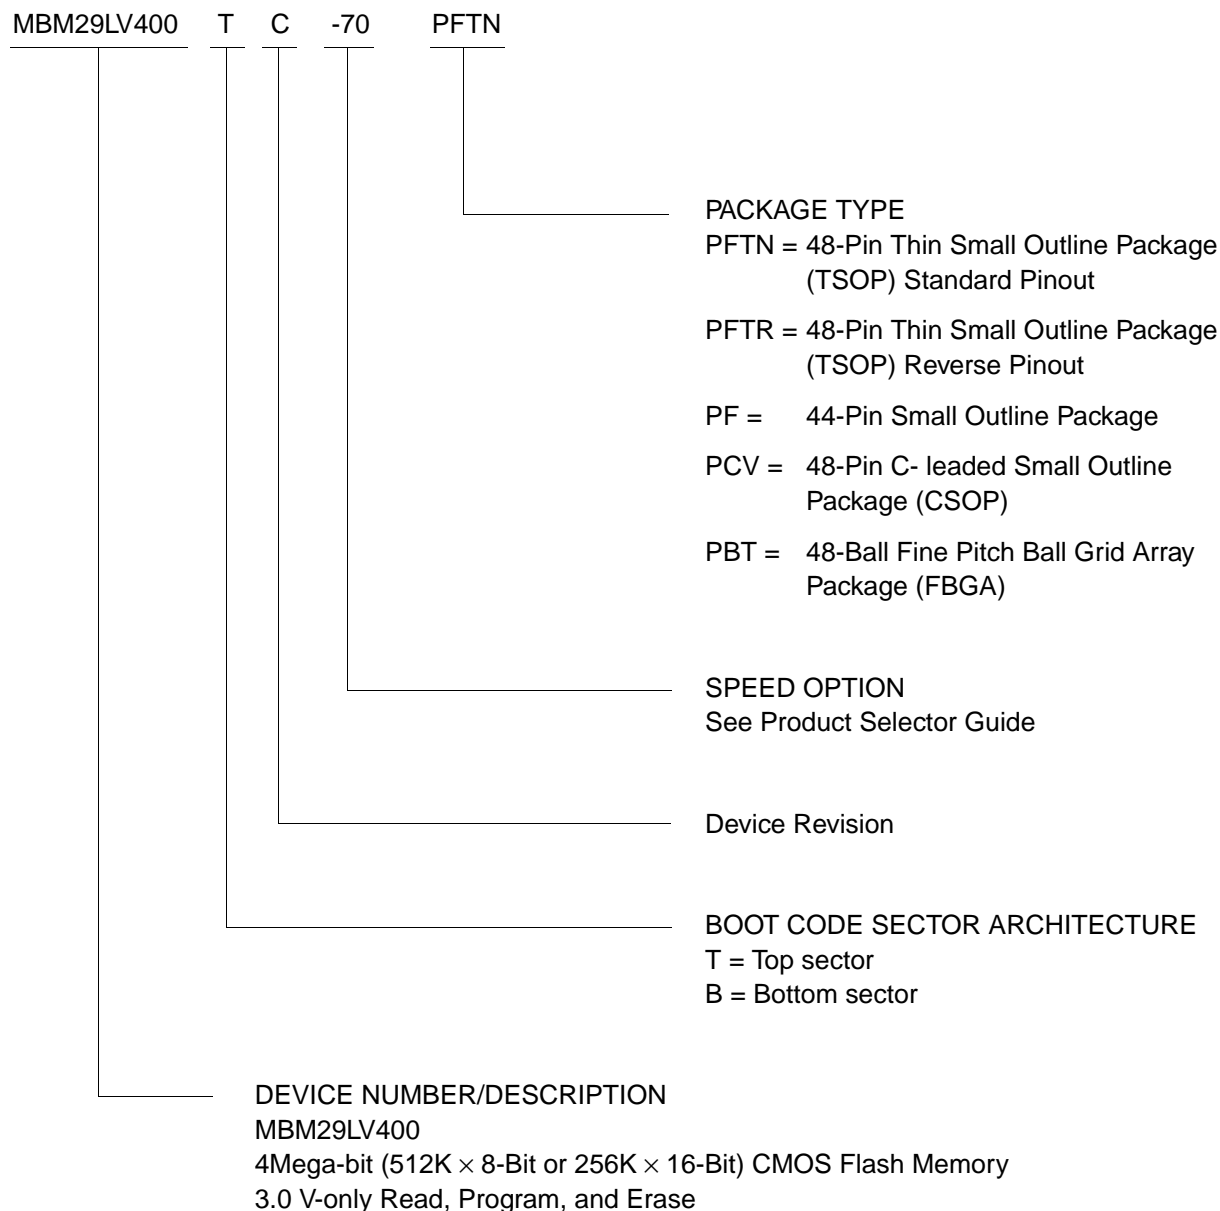 MBM29LV400 T C -70 PFTN
PACKAGE TYPE
PFTN = 48-Pin Thin Small Outline Package
(TSOP) Standard Pinout
PFTR = 48-Pin Thin Small Outline Package
(TSOP) Reverse Pinout
PF = 44-Pin Small Outline Package
PCV = 48-Pin C- leaded Small Outline
Package (CSOP)
PBT = 48-Ball Fine Pitch Ball Grid Array
Package (FBGA)
SPEED OPTION
See Product Selector Guide
Device Revision
BOOT CODE SECTOR ARCHITECTURE
T = Top sector
B = Bottom sector
DEVICE NUMBER/DESCRIPTION
MBM29LV400
4Mega-bit (512K × 8-Bit or 256K × 16-Bit) CMOS Flash Memory
3.0 V-only Read, Program, and Erase